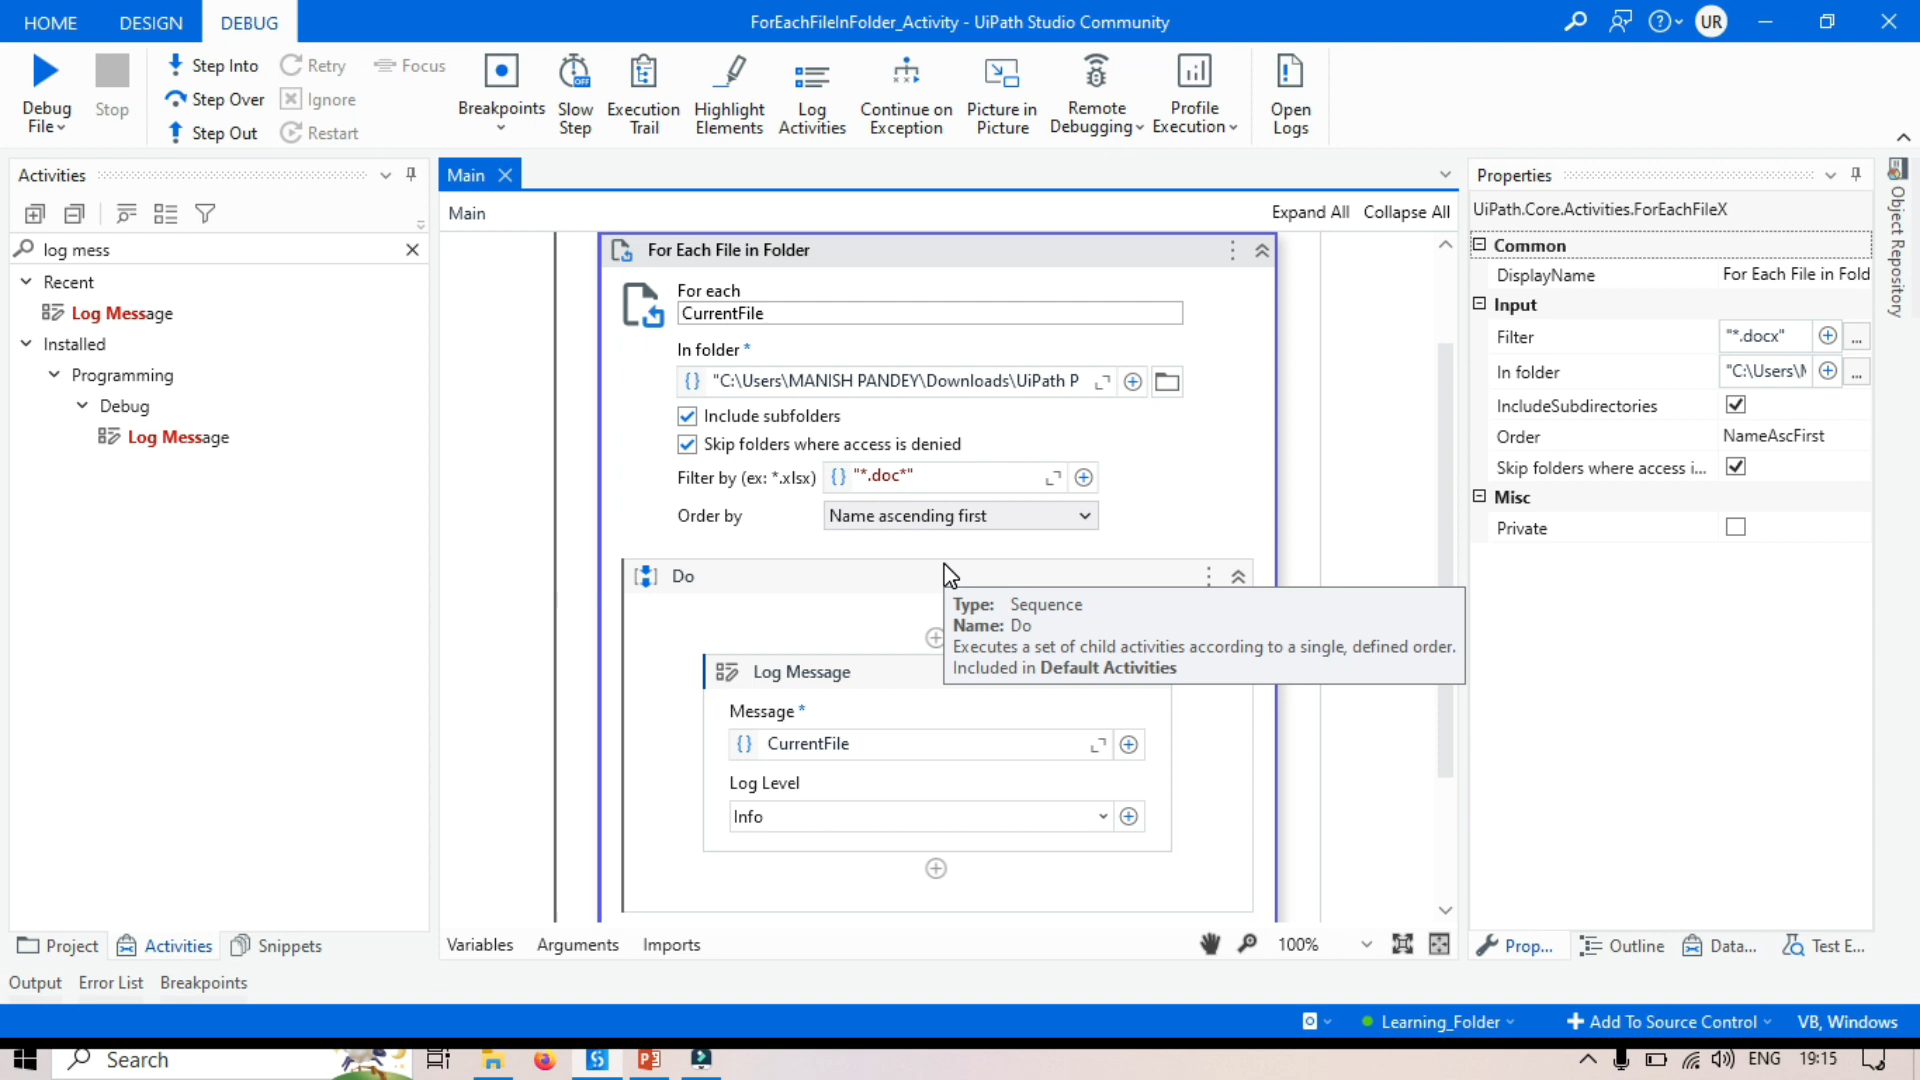 HOME
DESIGN
DEBUG
ForEachFileInFolder_Activity - UiPath Studio Community
UR
Debug
File
Stop
Step Into
Step Over
Step Out
Retry
Ignore
Restart
Focus
Breakpoints
Slow
Step
Execution
Trail
Highlight
Elements
Log
Activities
Continue on
Exception
Picture in
Picture
Remote
Debugging
Profile
Execution
Open
Logs
Activities
log mess
Recent
Log Message
Installed
Programming
Debug
Log Message
Project
Activities
Snippets
Main
Main
Expand All
Collapse All
For Each File in Folder
For each
CurrentFile
In folder *
"C:\Users\MANISH PANDEY\Downloads\UiPath P
Include subfolders
Skip folders where access is denied
Filter by (ex: *.xlsx)
"*.doc*"
Order by
Name ascending first
Do
Type: Sequence
Name: Do
Executes a set of child activities according to a single, defined order.
Included in Default Activities
Log Message
Message *
CurrentFile
Log Level
Info
Variables
Arguments
Imports
100%
Properties
UiPath.Core.Activities.ForEachFileX
Common
DisplayName
For Each File in Fold
Input
Filter
"*.docx"
...
In folder
"C:\Users\M
...
IncludeSubdirectories
Order
NameAscFirst
Skip folders where access i...
Misc
Private
Prop...
Outline
Data...
Test E...
Object Repository
Output
Error List
Breakpoints
Learning_Folder
Add To Source Control
VB, Windows
Search
ENG
19:15